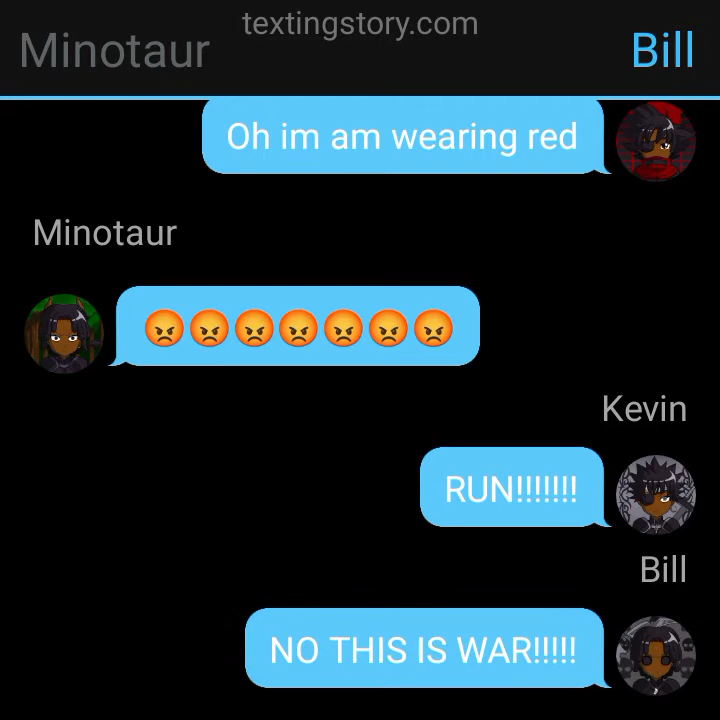 textingstory.com
Minotaur
Bill
Oh im am wearing red
Minotaur
😡😡😡😡😡😡😡
Kevin
RUN!!!!!!!
Bill
NO THIS IS WAR!!!!!